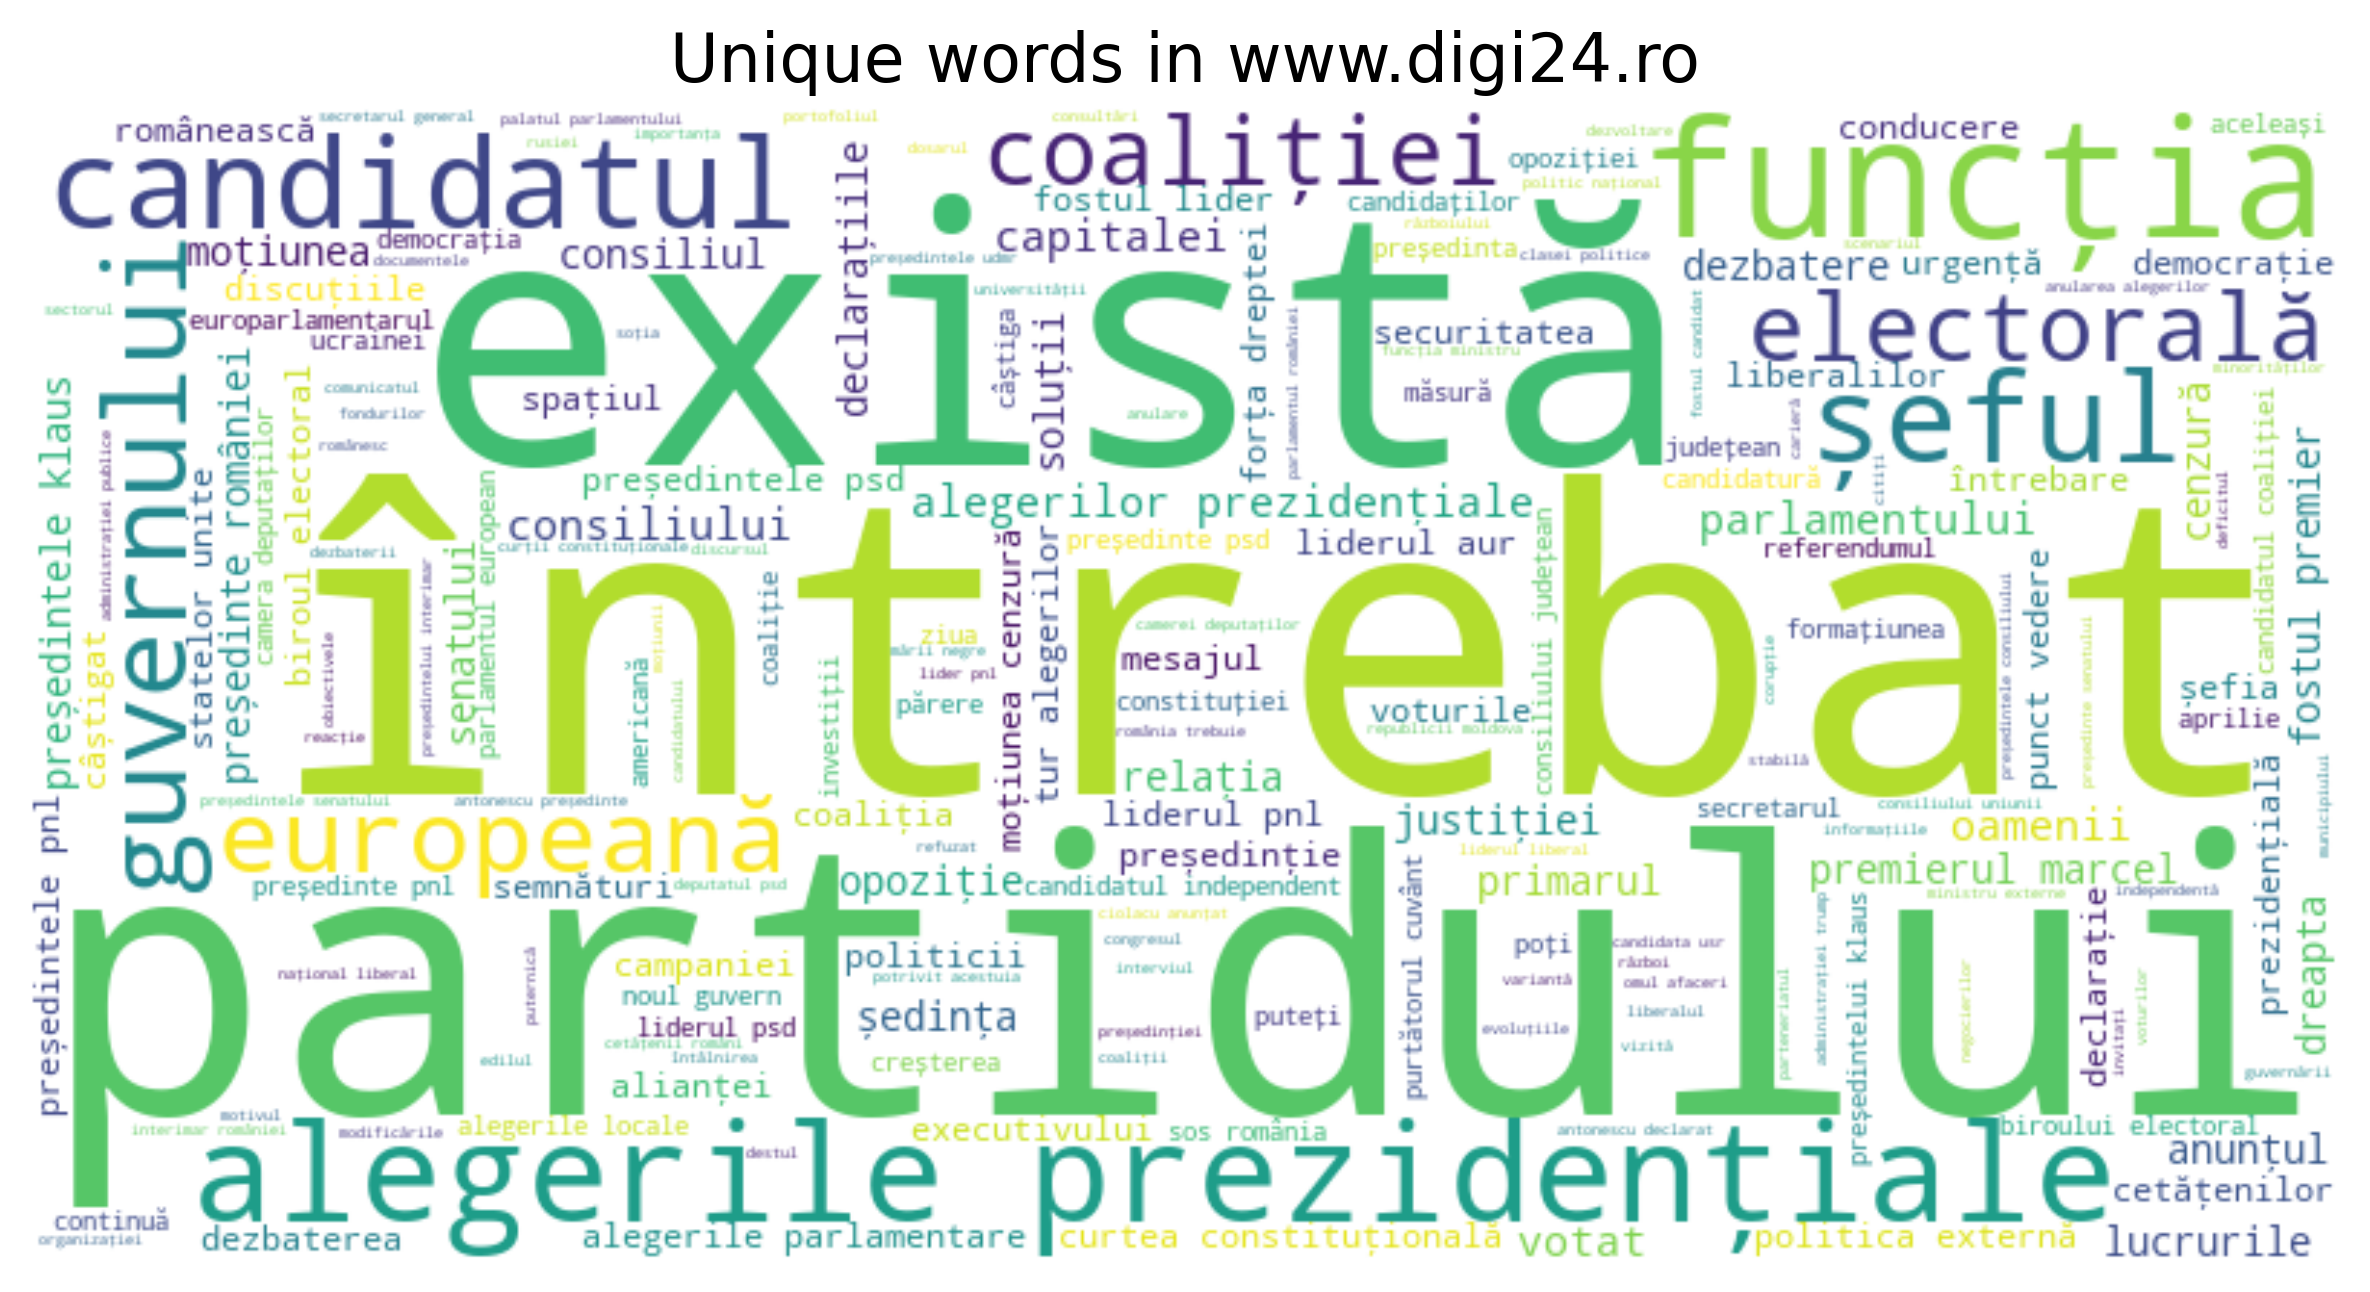 Unique words in www.digi24.ro
românească
secretarul general
palatul parlamentului
portofoliul
consultări
rusiei
importanța
candidatul
coaliției
dosarul
dezvoltare
funcția
conducere
aceleași
opoziției
politic național
declarațiile
fostul lider
candidaților
războiului
moțiunea
democrația
documentele
consiliul
capitalei
președintele udmr
președinta
clasei politice
scenariul
dezbatere
urgență
democrație
anularea alegerilor
discuțiile
universității
europarlamentarul
ucrainei
sectorul
soția
există
câștiga
soluții
forța dreptei
parlamentul româniel
securitatea
funcția ministru
fostul candidat
electorală
liberalilor
minorităților
guvernului
comunicatul
fondurilor
românesc
spațiul
anulare
măsură
județean
carieră
șeful
cenzură
candidatul coaliției
președintele klaus
administrației publice
statelor unite
președinte româniel
camera deputaților
biroul electoral
președintele psd
alegerilor prezidențiale
candidatură
citiți
întrebare
deficitul
fostul premier
consiliului
curții constituționale
discursul
președinte psd
liderul aur
parlamentului
referendumul
dezbaterii
întrebat
câștigat
obiectivele
reacție
președintelui interimar
senatului
parlamentul european
americană
moțiunii
candidatului
coaliție
investiții
ziua
mării negre
lider pnl
părere
moțiunea cenzură
tur alegerilor
camerei deputaților
mesajul
constituției
românia trebuie
relația
voturile
republicii moldova
consiliului județean
corupție
stabilă
formațiunea
președintele consiliului
punct vedere
președinte senatului
șefia
aprilie
președintele senatului
antonescu președinte
europeană
coaliția
liderul pnl
justiției
secretarul
consiliului uniunii
informațiile
oamenii
prezidențială
municipiului
președintele pnl
președinte pnl
semnături
deputatul psd
refuzat
opoziție
președinție
candidatul independent
liderul liberal
primarul
premierul marcel
ministru externe
independentă
partidului
național liberal
puternică
campaniei
noul guvern
liderul psd
cetățenii români
întâlnirea
edilul
alianței
politicii
potrivit acestuia
ședința
creșterea
ciolacu anunțat
congresul
interviul
președinției
coaliții
puteți
purtătorul cuvânt
poți
variantă
evoluțiile
candidata usr
război
omul afaceri
liberalul
vizită
parteneriatul
administrației trump
președintelui klaus
negocierilor
declarație
invitați
voturilor
dreapta
guvernării
motivul
interimar româniel
modificările
alegerile locale
executivului
sos românia
antonescu declarat
biroului electoral
anunțul
destul
alegerile prezidențiale
cetățenilor
continuă
organizației
dezbaterea
alegerile parlamentare
curtea constituțională
votat
politica externă
lucrurile